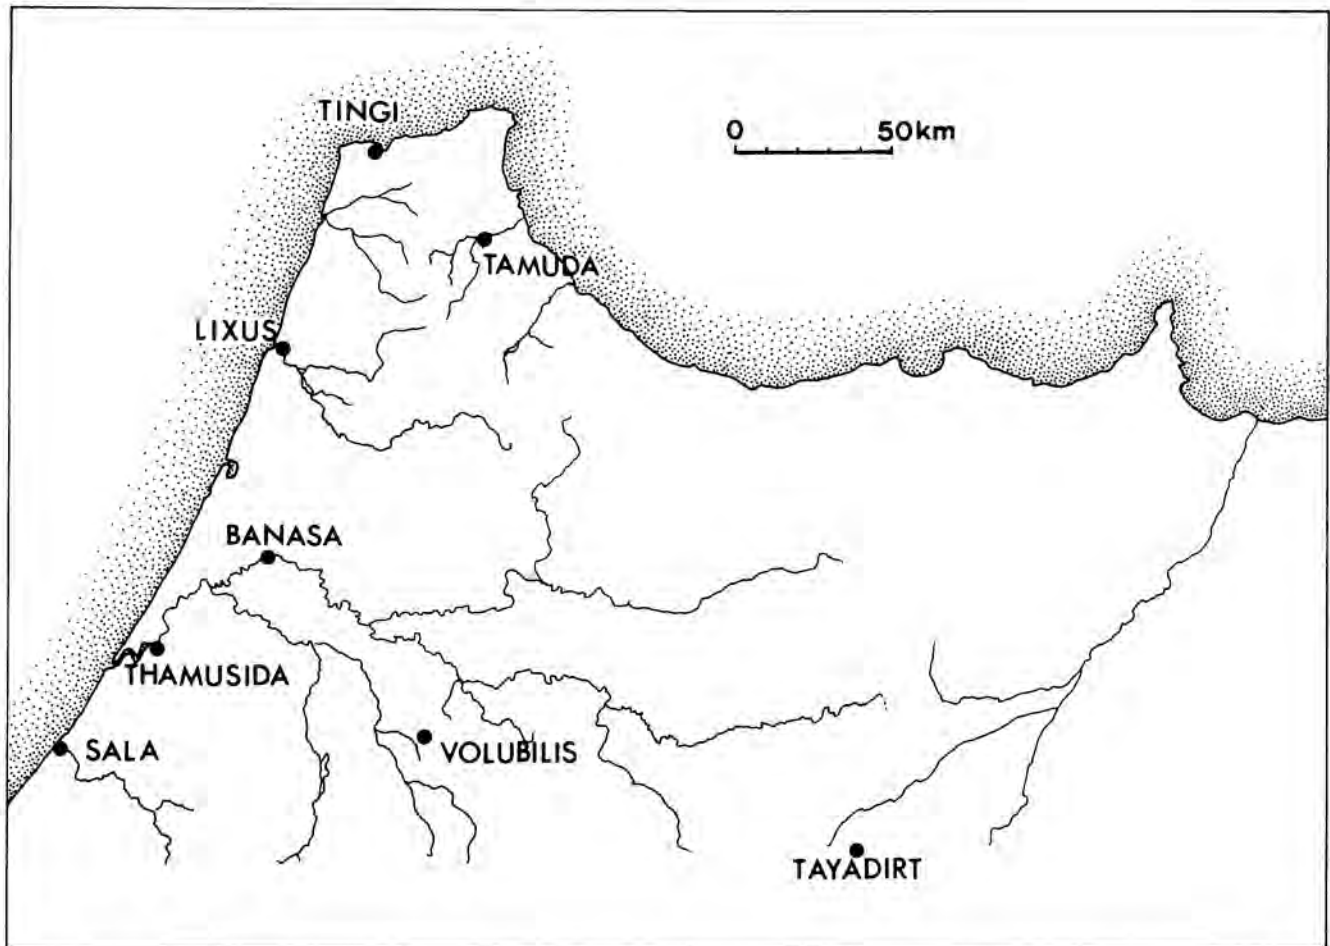 TINGI
0 50km
TAMUDA
LIXUS
BANASA
THAMUSIDA
SALA
VOLUBILIS
TAYADIRT